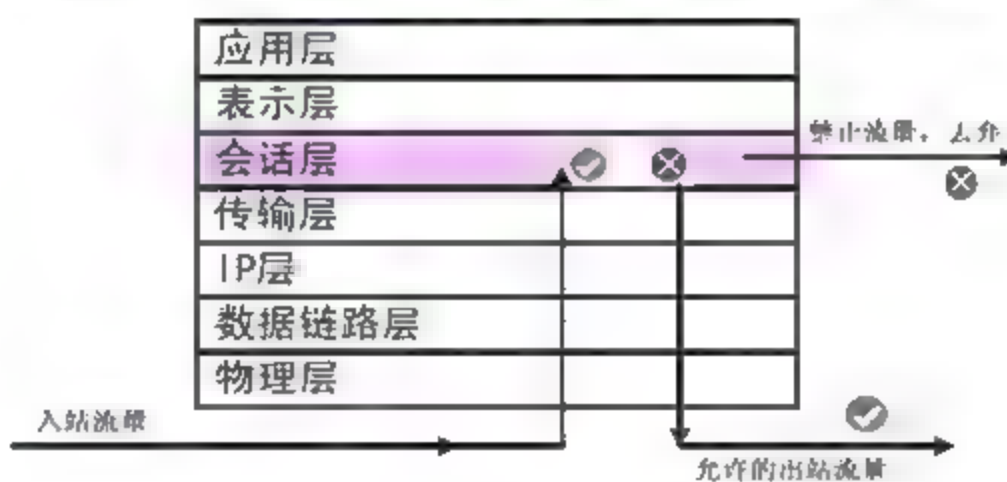 应用层
表示层
会话层
传输层
IP层
数据链路层
物理层
禁止流量,
入站流量
允许的出站流量